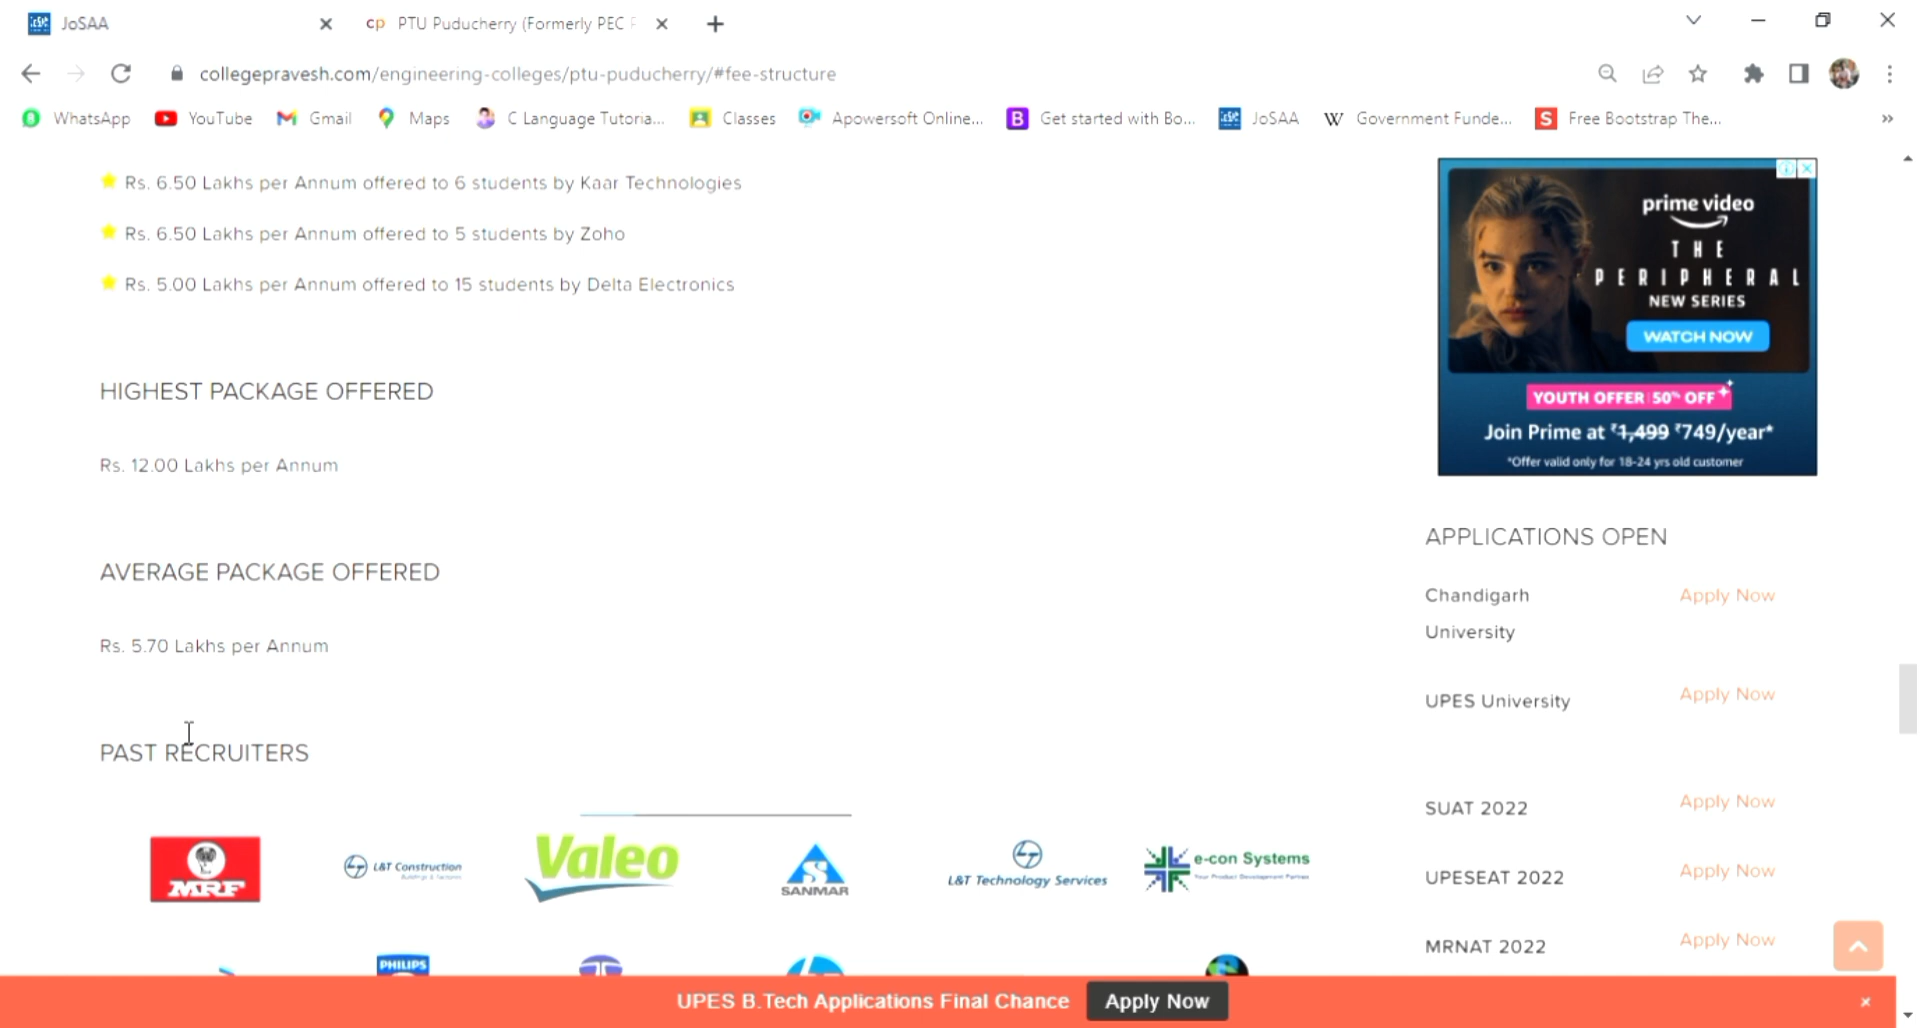 JoSAA
cp PTU Puducherry (Formerly PEC
collegepravesh.com/engineering-colleges/ptu-puducherry/#fee-structure
WhatsApp YouTube Gmail Maps C Language Tutoria... Classes Apowersoft Online... B Get started with Bo... JoSAA W Government Funde... S Free Bootstrap The... »
Rs. 6.50 Lakhs per Annum offered to 6 students by Kaar Technologies
Rs. 6.50 Lakhs per Annum offered to 5 students by Zoho
Rs. 5.00 Lakhs per Annum offered to 15 students by Delta Electronics
HIGHEST PACKAGE OFFERED
Rs. 12.00 Lakhs per Annum
AVERAGE PACKAGE OFFERED
Rs. 5.70 Lakhs per Annum
PAST RECRUITERS
MRF
L&T Construction
Buildings & Factories
Valeo
SANMAR
L&T Technology Services
e-con Systems
Your Product Development Partner
PHILIPS
prime video
THE
PERIPHERAL
NEW SERIES
WATCH NOW
YOUTH OFFER 50% OFF
Join Prime at ₹1,499 ₹749/year*
*Offer valid only for 18-24 yrs old customer
APPLICATIONS OPEN
Chandigarh University Apply Now
UPES University Apply Now
SUAT 2022 Apply Now
UPESEAT 2022 Apply Now
MRNAT 2022 Apply Now
UPES B.Tech Applications Final Chance Apply Now